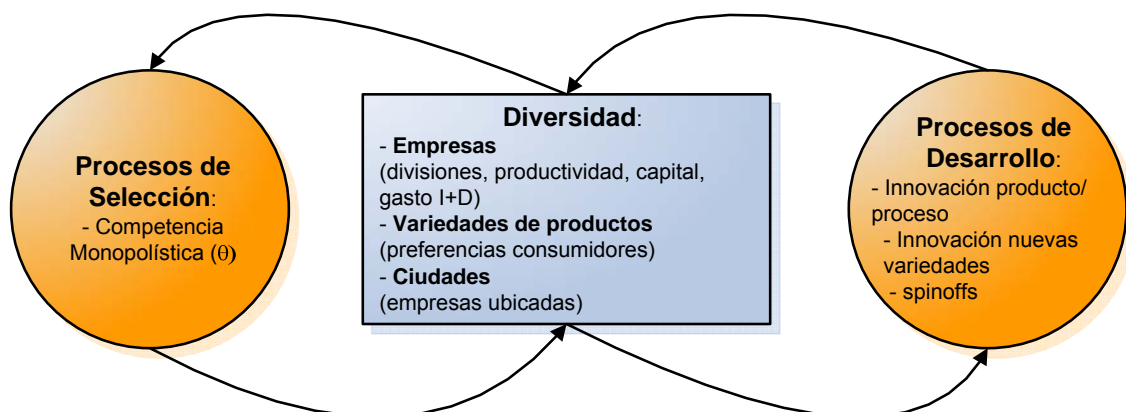 Procesos de
Selección:
- Competencia
Monopolística (θ)
Diversidad:
- Empresas
(divisiones, productividad, capital,
gasto I+D)
- Variedades de productos
(preferencias consumidores)
- Ciudades
(empresas ubicadas)
Procesos de
Desarrollo:
- Innovación producto/
proceso
- Innovación nuevas
variedades
- spinoffs